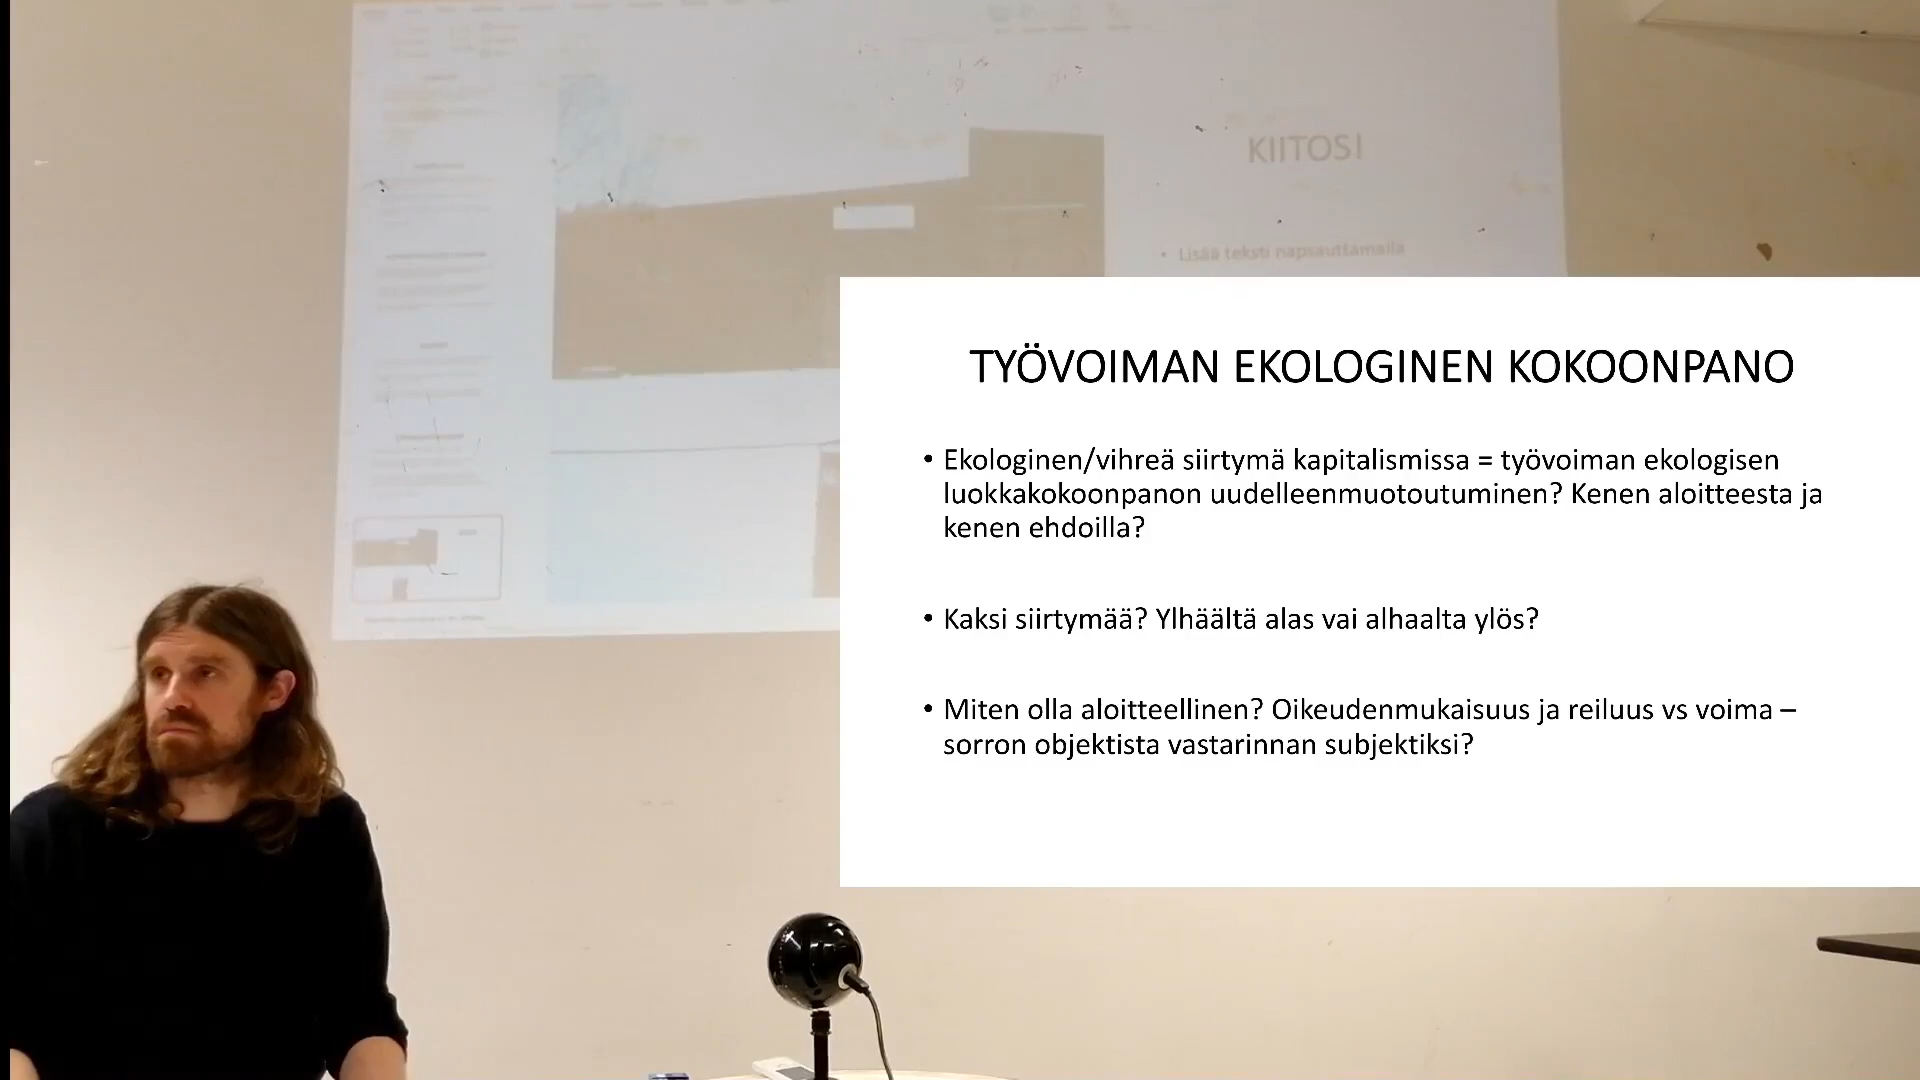 KIITOS!
• Lisää teksti napsauttamalla
TYÖVOIMAN EKOLOGINEN KOKOONPANO
• Ekologinen/vihreä siirtymä kapitalismissa = työvoiman ekologisen
luokkakokoonpanon uudelleenmuotoutuminen? Kenen aloitteesta ja
kenen ehdoilla?
• Kaksi siirtymää? Ylhäältä alas vai alhaalta ylös?
• Miten olla aloitteellinen? Oikeudenmukaisuus ja reiluus vs voima –
sorron objektista vastarinnan subjektiksi?